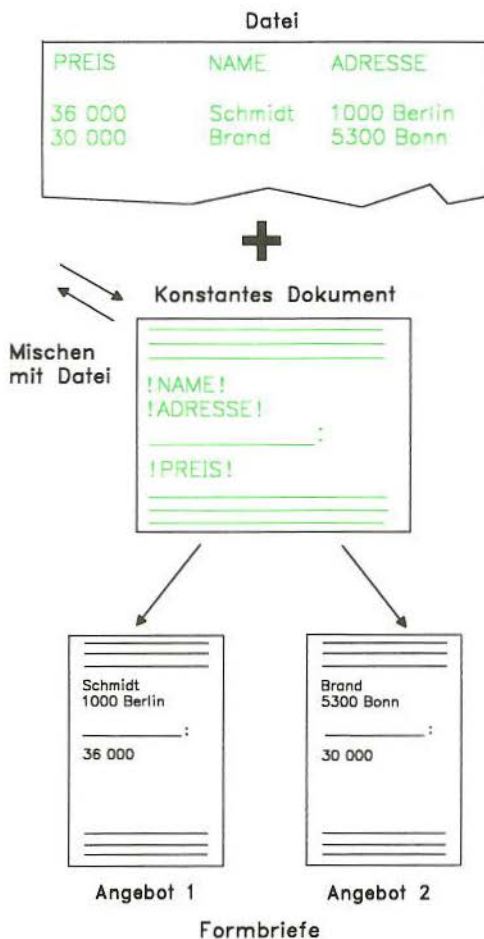 Datei
PREIS NAME ADRESSE
36 000 Schmidt 1000 Berlin
30 000 Brand 5300 Bonn
+
Konstantes Dokument
Mischen
mit Datei
!NAME!
!ADRESSE!
:
!PREIS!
Schmidt
1000 Berlin
:
36 000
Angebot 1
Brand
5300 Bonn
:
30 000
Angebot 2
Formbriefe